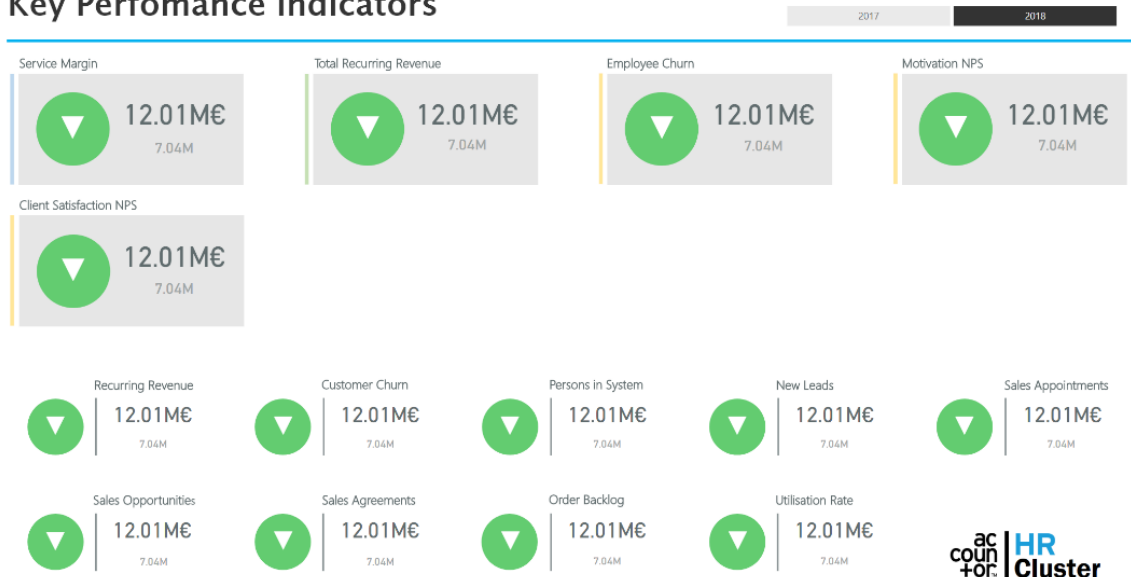 Key Perfomance Indicators
2017
2018
Service Margin
12.01M€
7.04M
Total Recurring Revenue
12.01M€
7.04M
Employee Churn
12.01M€
7.04M
Motivation NPS
12.01M€
7.04M
Client Satisfaction NPS
12.01M€
7.04M
Recurring Revenue
12.01M€
7.04M
Customer Churn
12.01M€
7.04M
Persons in System
12.01M€
7.04M
New Leads
12.01M€
7.04M
Sales Appointments
12.01M€
7.04M
Sales Opportunities
12.01M€
7.04M
Sales Agreements
12.01M€
7.04M
Order Backlog
12.01M€
7.04M
Utilisation Rate
12.01M€
7.04M
ac
coun
tor
HR
Cluster